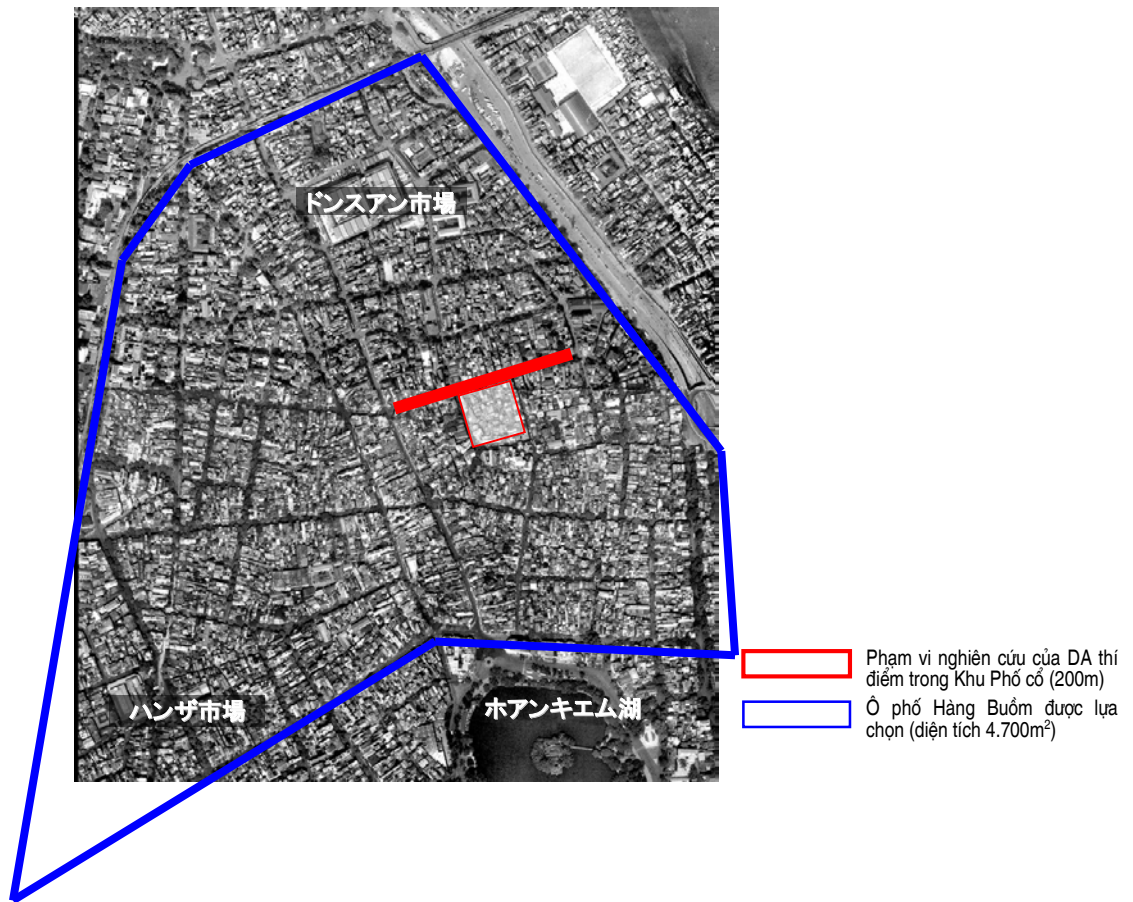 ドンスアン市場
ハンザ市場
ホアンキエム湖
Phạm vi nghiên cứu của DA thí
điểm trong Khu Phố cổ (200m)
Ô phố Hàng Buồm được lựa
chọn (diện tích 4.700m²)